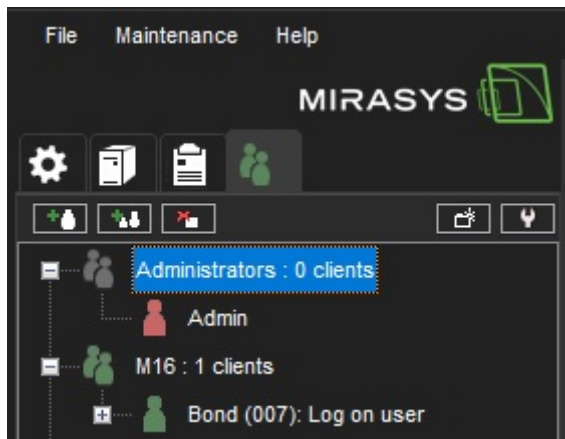 File Maintenance Help
MIRASYS
Administrators : 0 clients
Admin
M16 : 1 clients
Bond (007): Log on user